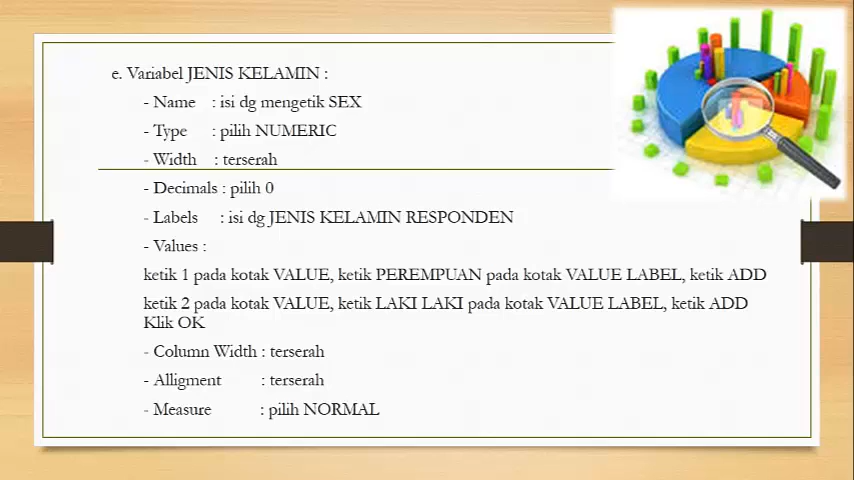 e. Variabel JENIS KELAMIN :
- Name : isi dg mengetik SEX
- Type : pilih NUMERIC
- Width : terserah
- Decimals : pilih 0
- Labels : isi dg JENIS KELAMIN RESPONDEN
- Values :
ketik 1 pada kotak VALUE, ketik PEREMPUAN pada kotak VALUE LABEL, ketik ADD
ketik 2 pada kotak VALUE, ketik LAKI LAKI pada kotak VALUE LABEL, ketik ADD
Klik OK
- Column Width : terserah
- Alligment : terserah
- Measure : pilih NORMAL